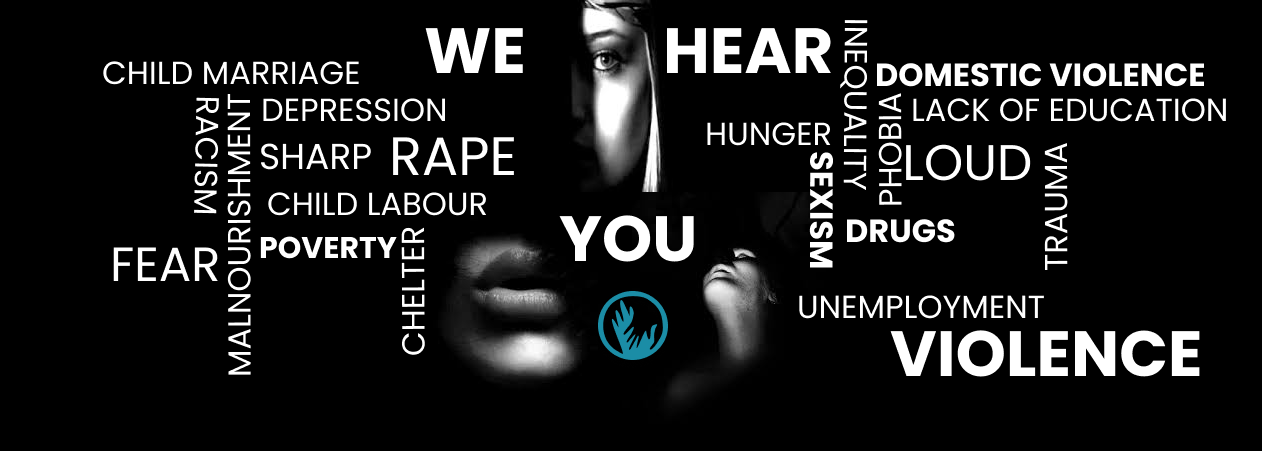 WE HEAR
YOU
CHILD MARRIAGE
RACISM
MALNOURISHMENT
DEPRESSION
SHARP
RAPE
CHILD LABOUR
FEAR
POVERTY
CHELTER
INEQUALITY
DOMESTIC VIOLENCE
PHOBIA
LACK OF EDUCATION
HUNGER
SEXISM
LOUD
TRAUMA
DRUGS
UNEMPLOYMENT
VIOLENCE